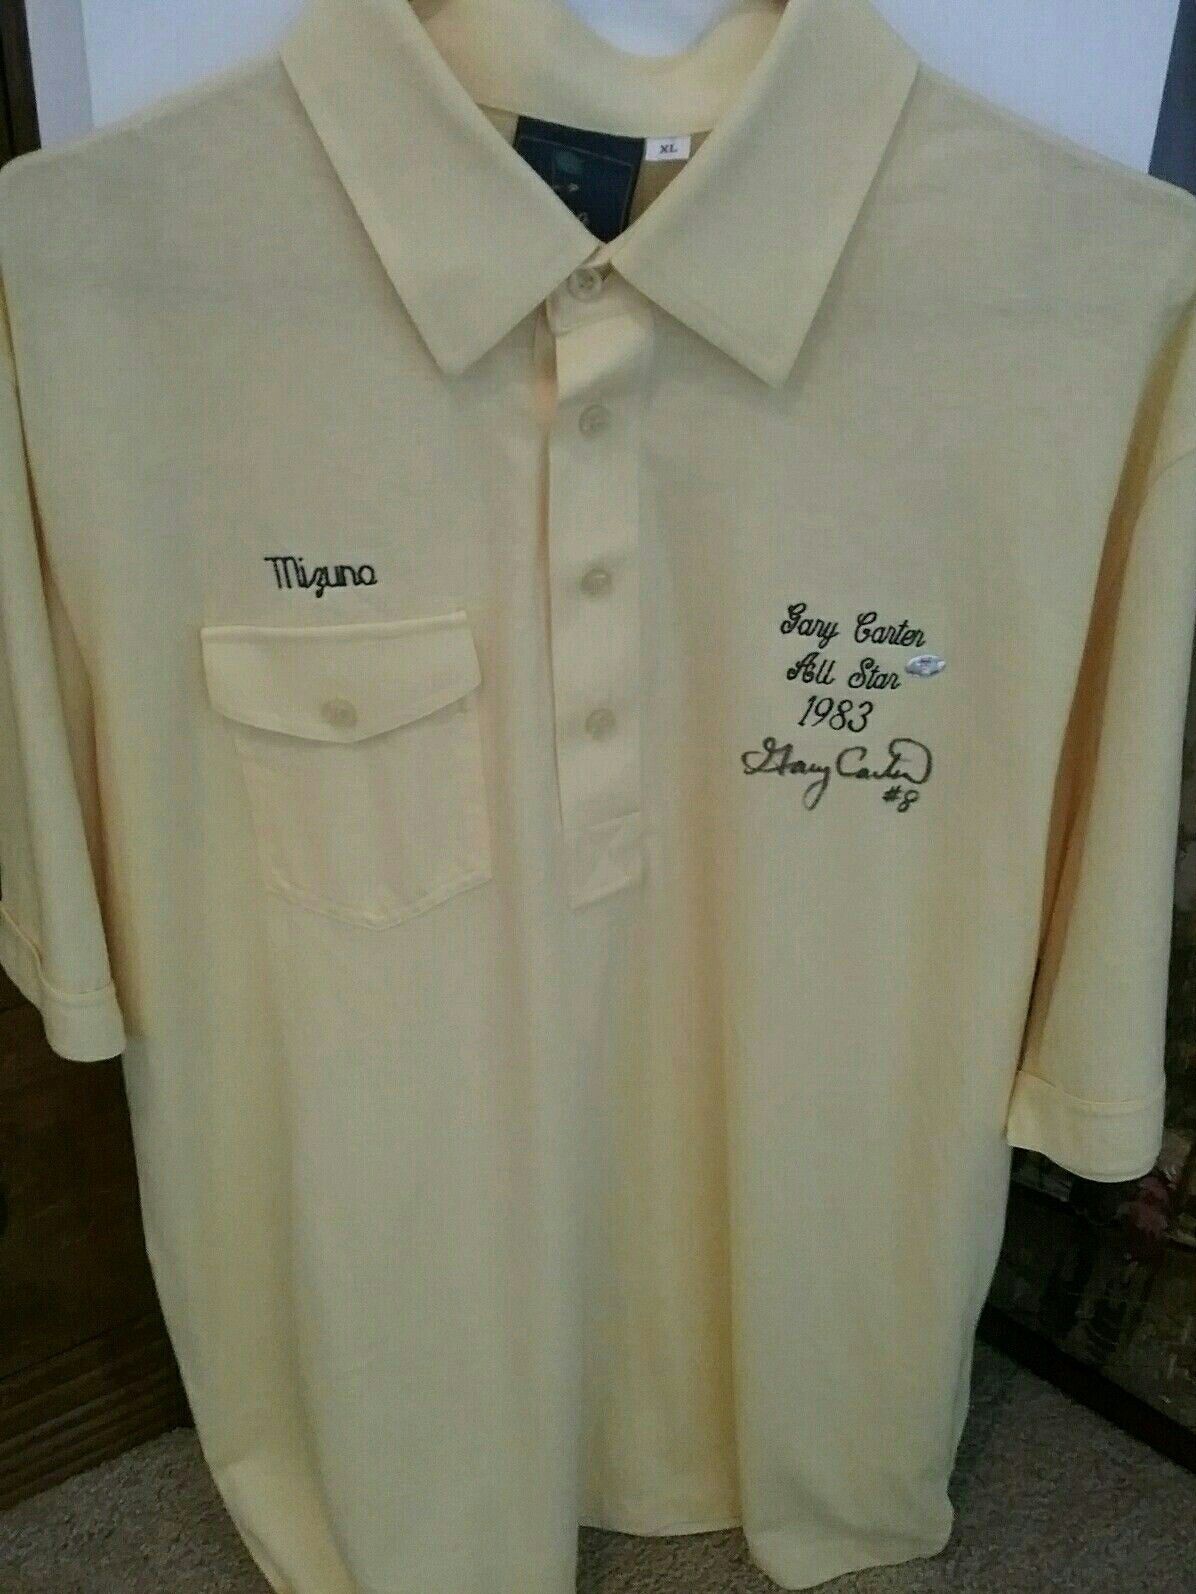 XL
Mizuno
Gary Carter
All Star
1983
Gary Carter
#8